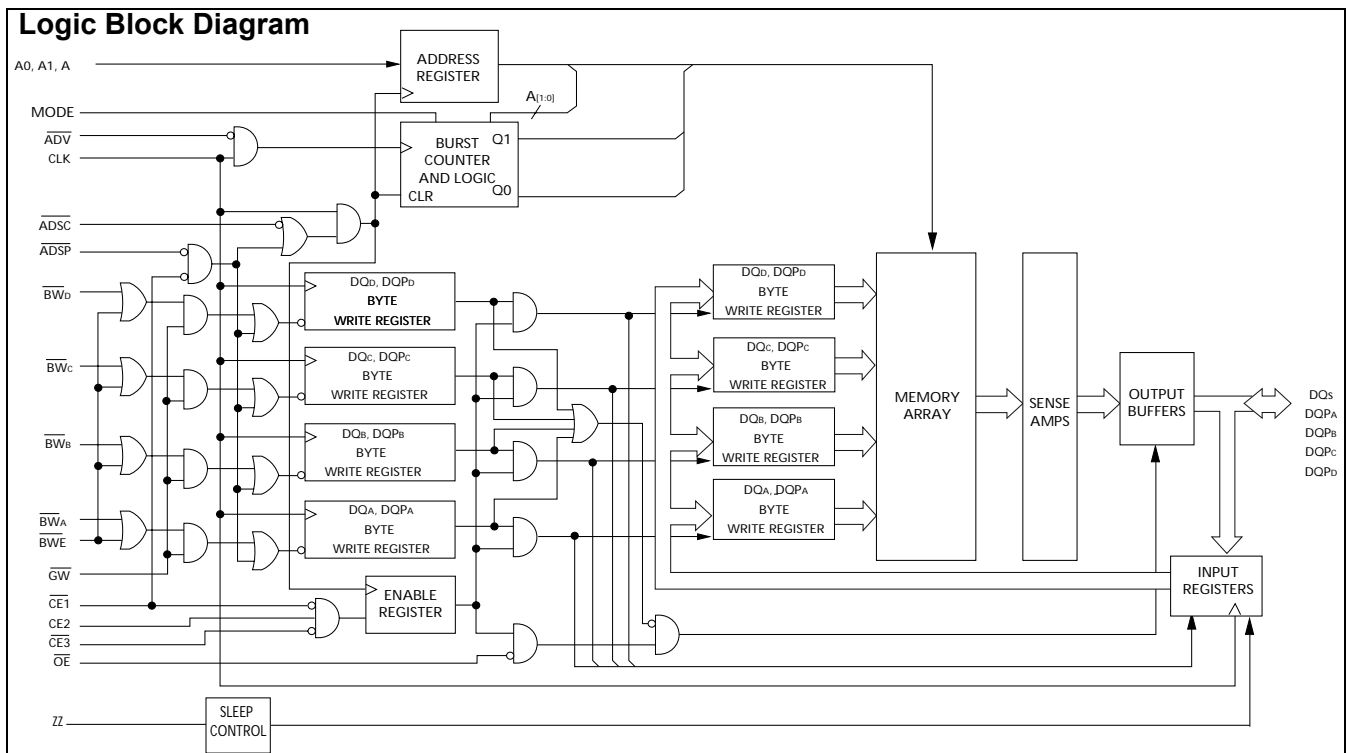 Logic Block Diagram
A0, A1, A
ADDRESS
REGISTER
MODE
A[1:0]
ADV
CLK
BURST
COUNTER
AND LOGIC
CLR
Q1
Q0
ADSC
ADSP
BWD
DQD, DQPD
BYTE
WRITE REGISTER
DQD, DQPD
BYTE
WRITE REGISTER
BWC
DQC, DQPC
BYTE
WRITE REGISTER
DQC, DQPC
BYTE
WRITE REGISTER
BWB
DQB, DQPB
BYTE
WRITE REGISTER
DQB, DQPB
BYTE
WRITE REGISTER
BWA
BWE
DQA, DQPA
BYTE
WRITE REGISTER
DQA, DQPA
BYTE
WRITE REGISTER
MEMORY
ARRAY
SENSE
AMPS
OUTPUT
BUFFERS
DQs
DQPA
DQPB
DQPC
DQPD
GW
CE1
CE2
CE3
OE
ENABLE
REGISTER
INPUT
REGISTERS
ZZ
SLEEP
CONTROL